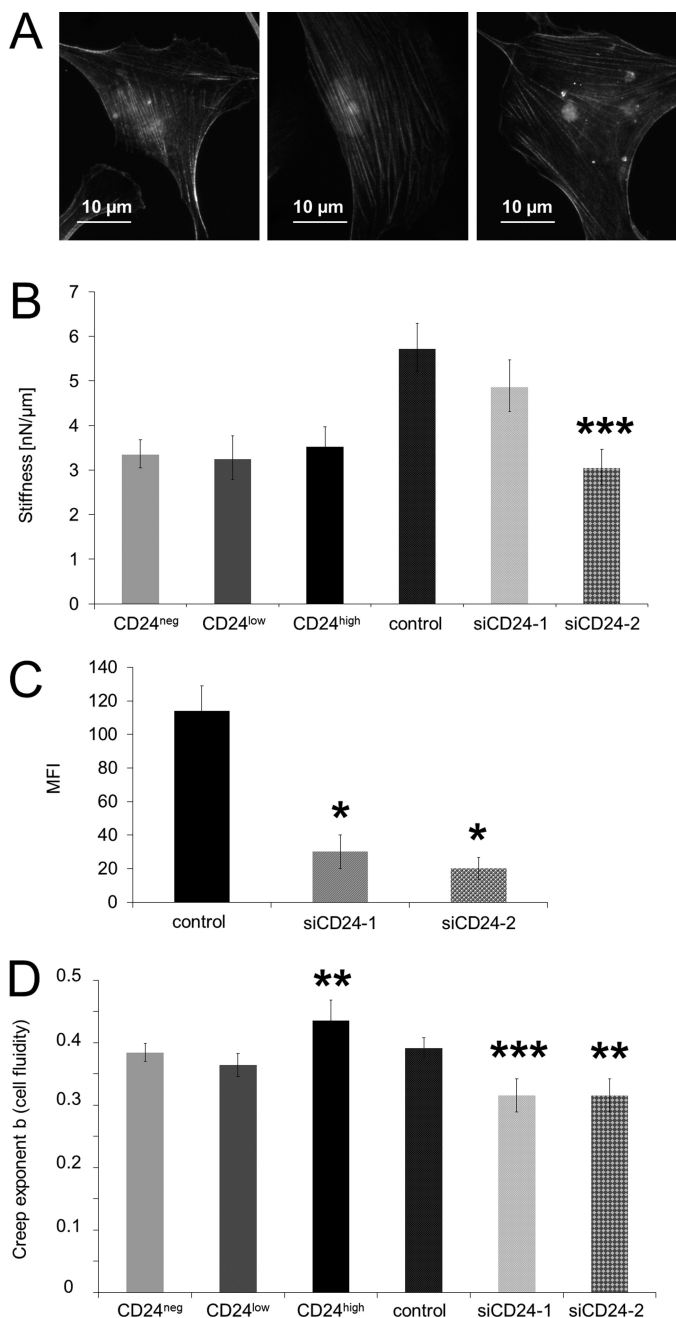 A
10 µm
10 µm
10 µm
B
Stiffness [nN/µm]
7
6
5
4
3
2
1
0
***
CD24neg CD24low CD24high control siCD24-1 siCD24-2
C
MFI
140
120
100
80
60
40
20
0
* *
control siCD24-1 siCD24-2
D
Creep exponent b (cell fluidity)
0.5
0.4
0.3
0.2
0.1
0
** *** **
CD24neg CD24low CD24high control siCD24-1 siCD24-2